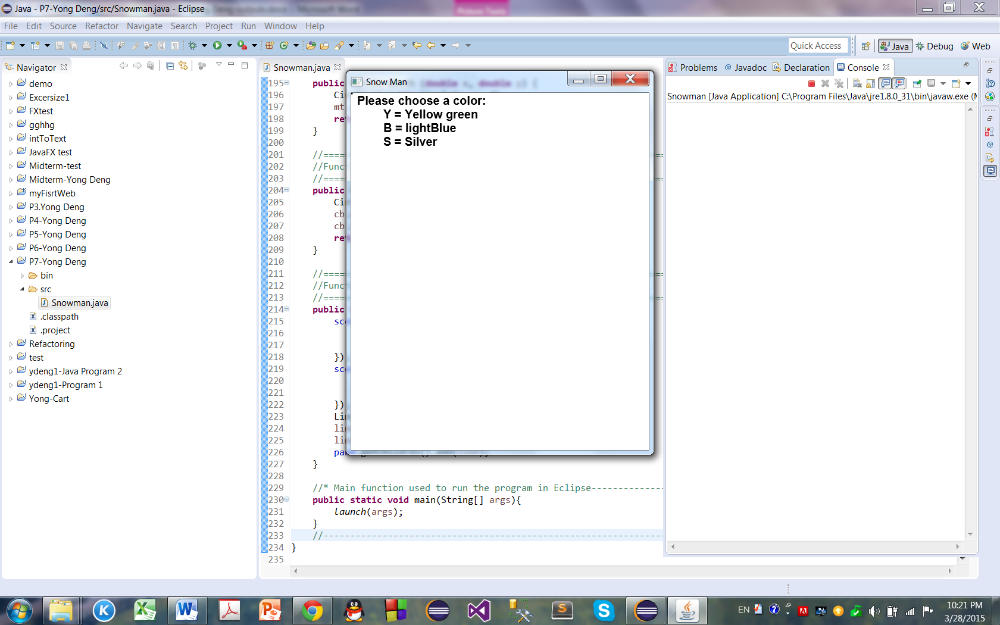 Java - P7-Yong Deng/src/Snowman.java - Eclipse
File Edit Source Refactor Navigate Search Project Run Window Help
Quick Access Java Debug Web
Navigator
demo
Excersize1
FXtest
gghhg
intToText
JavaFX test
Midterm-test
Midterm-Yong Deng
myFisrtWeb
P3.Yong Deng
P4-Yong Deng
P5-Yong Deng
P6-Yong Deng
P7-Yong Deng
bin
src
Snowman.java
.classpath
.project
Refactoring
test
ydeng1-Java Program 2
ydeng1-Program 1
Yong-Cart
Snowman.java
195 public
196 Ci
197 mt
198 re
199 }
200
201 //====
202 //Func
203 //====
204 public
205 Ci
206 cb
207 cb
208 re
209 }
210
211 //====
212 //Func
213 //====
214 public
215 sc
216
217
218 })
219 sc
220
221
222 })
223 Li
224 li
225 li
226 pa
227 }
228
229 //* Main function used to run the program in Eclipse--------------
230 public static void main(String[] args){
231 launch(args);
232 }
233 //----------------------------------------------------------------
234 }
235
Snow Man
Please choose a color:
Y = Yellow green
B = lightBlue
S = Silver
Problems @ Javadoc Declaration Console
Snowman [Java Application] C:\Program Files\Java\jre1.8.0_31\bin\javaw.exe (
EN
10:21 PM
3/28/2015